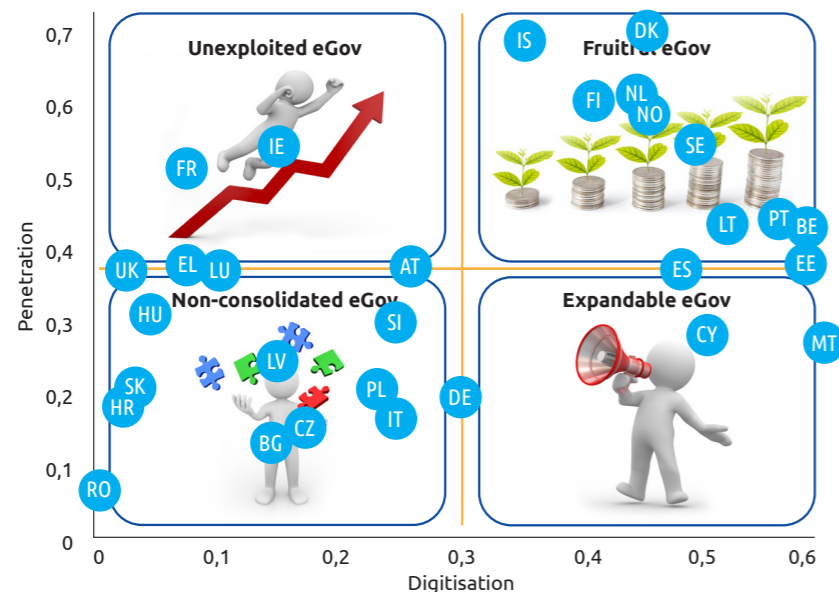 0,7
0,6
0,5
0,4
0,3
0,2
0,1
0
Penetration
Unexploited eGov
Fruitful eGov
IS
DK
FI
NL
NO
IE
SE
FR
LT
PT
BE
UK
EL
LU
AT
ES
EE
Non-consolidated eGov
Expandable eGov
HU
SI
CY
MT
LV
SK
HR
PL
IT
DE
BG
CZ
RO
0
0,1
0,2
0,3
0,4
0,5
0,6
Digitisation